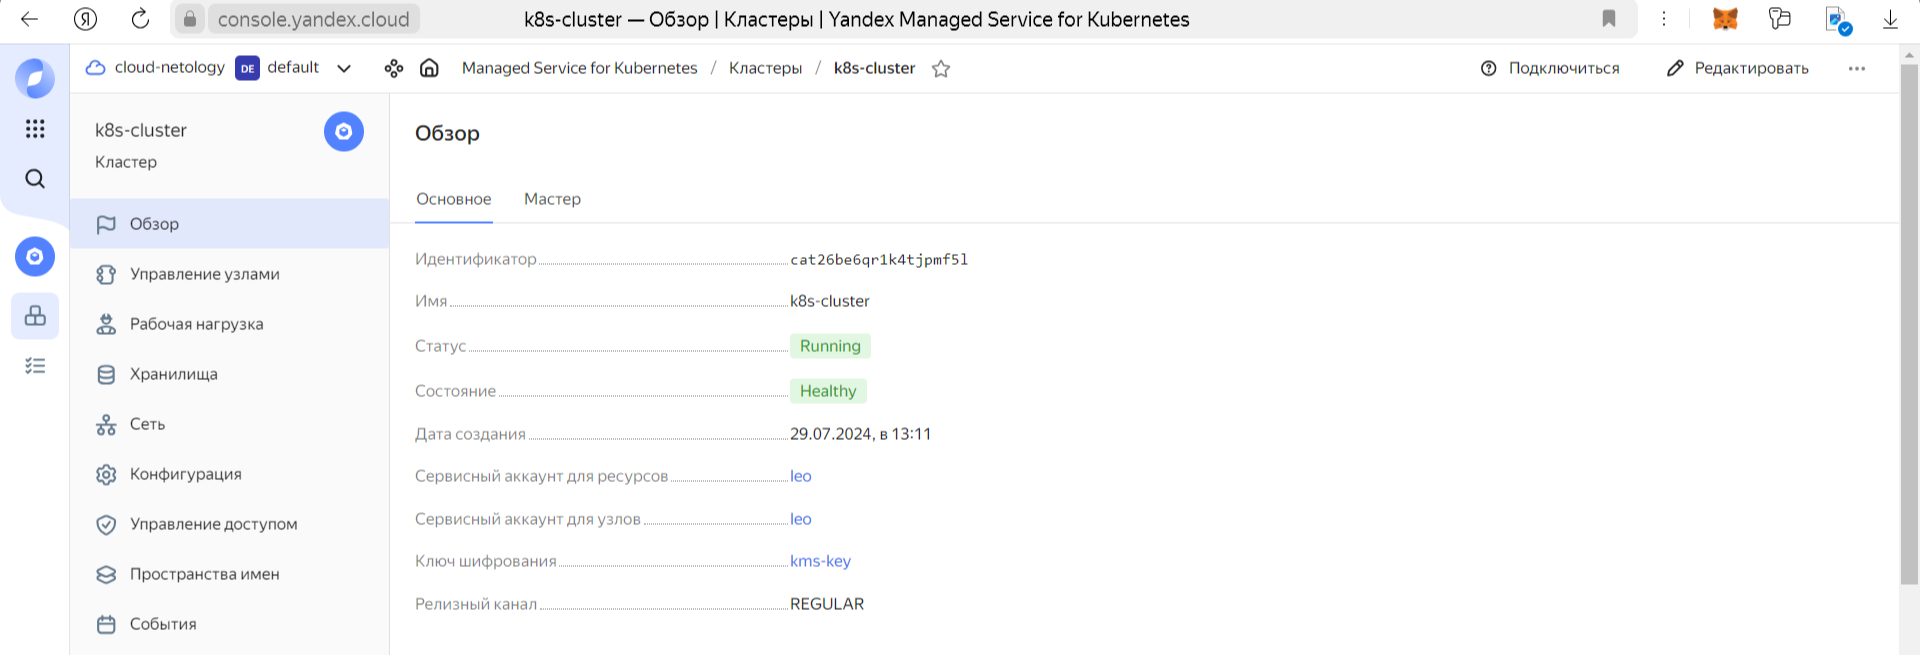 console.yandex.cloud k8s-cluster — Обзор | Кластеры | Yandex Managed Service for Kubernetes
cloud-netology DE default Managed Service for Kubernetes / Кластеры / k8s-cluster Подключиться Редактировать
k8s-cluster
Кластер
Обзор
Управление узлами
Рабочая нагрузка
Хранилища
Сеть
Конфигурация
Управление доступом
Пространства имен
События
Обзор
Основное Мастер
Идентификатор cat26be6qr1k4tjpmf5l
Имя k8s-cluster
Статус Running
Состояние Healthy
Дата создания 29.07.2024, в 13:11
Сервисный аккаунт для ресурсов leo
Сервисный аккаунт для узлов leo
Ключ шифрования kms-key
Релизный канал REGULAR